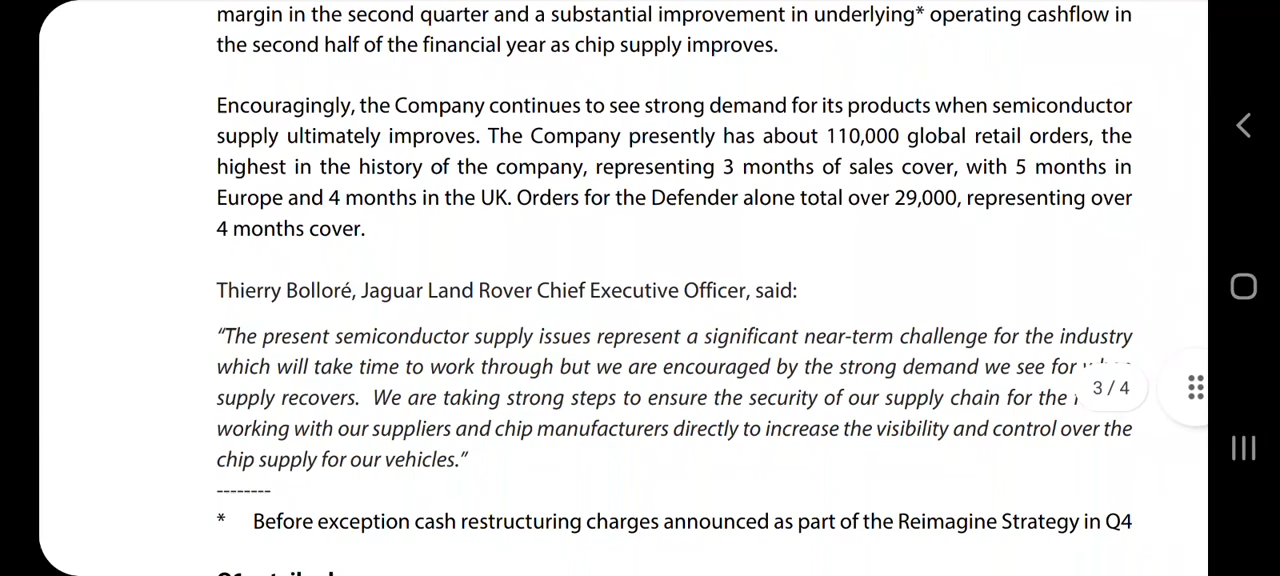 margin in the second quarter and a substantial improvement in underlying* operating cashflow in
the second half of the financial year as chip supply improves.
Encouragingly, the Company continues to see strong demand for its products when semiconductor
supply ultimately improves. The Company presently has about 110,000 global retail orders, the
highest in the history of the company, representing 3 months of sales cover, with 5 months in
Europe and 4 months in the UK. Orders for the Defender alone total over 29,000, representing over
4 months cover.
Thierry Bolloré, Jaguar Land Rover Chief Executive Officer, said:
“The present semiconductor supply issues represent a significant near-term challenge for the industry
which will take time to work through but we are encouraged by the strong demand we see for
supply recovers. We are taking strong steps to ensure the security of our supply chain for the
3 / 4
working with our suppliers and chip manufacturers directly to increase the visibility and control over the
chip supply for our vehicles.”
--------
* Before exception cash restructuring charges announced as part of the Reimagine Strategy in Q4